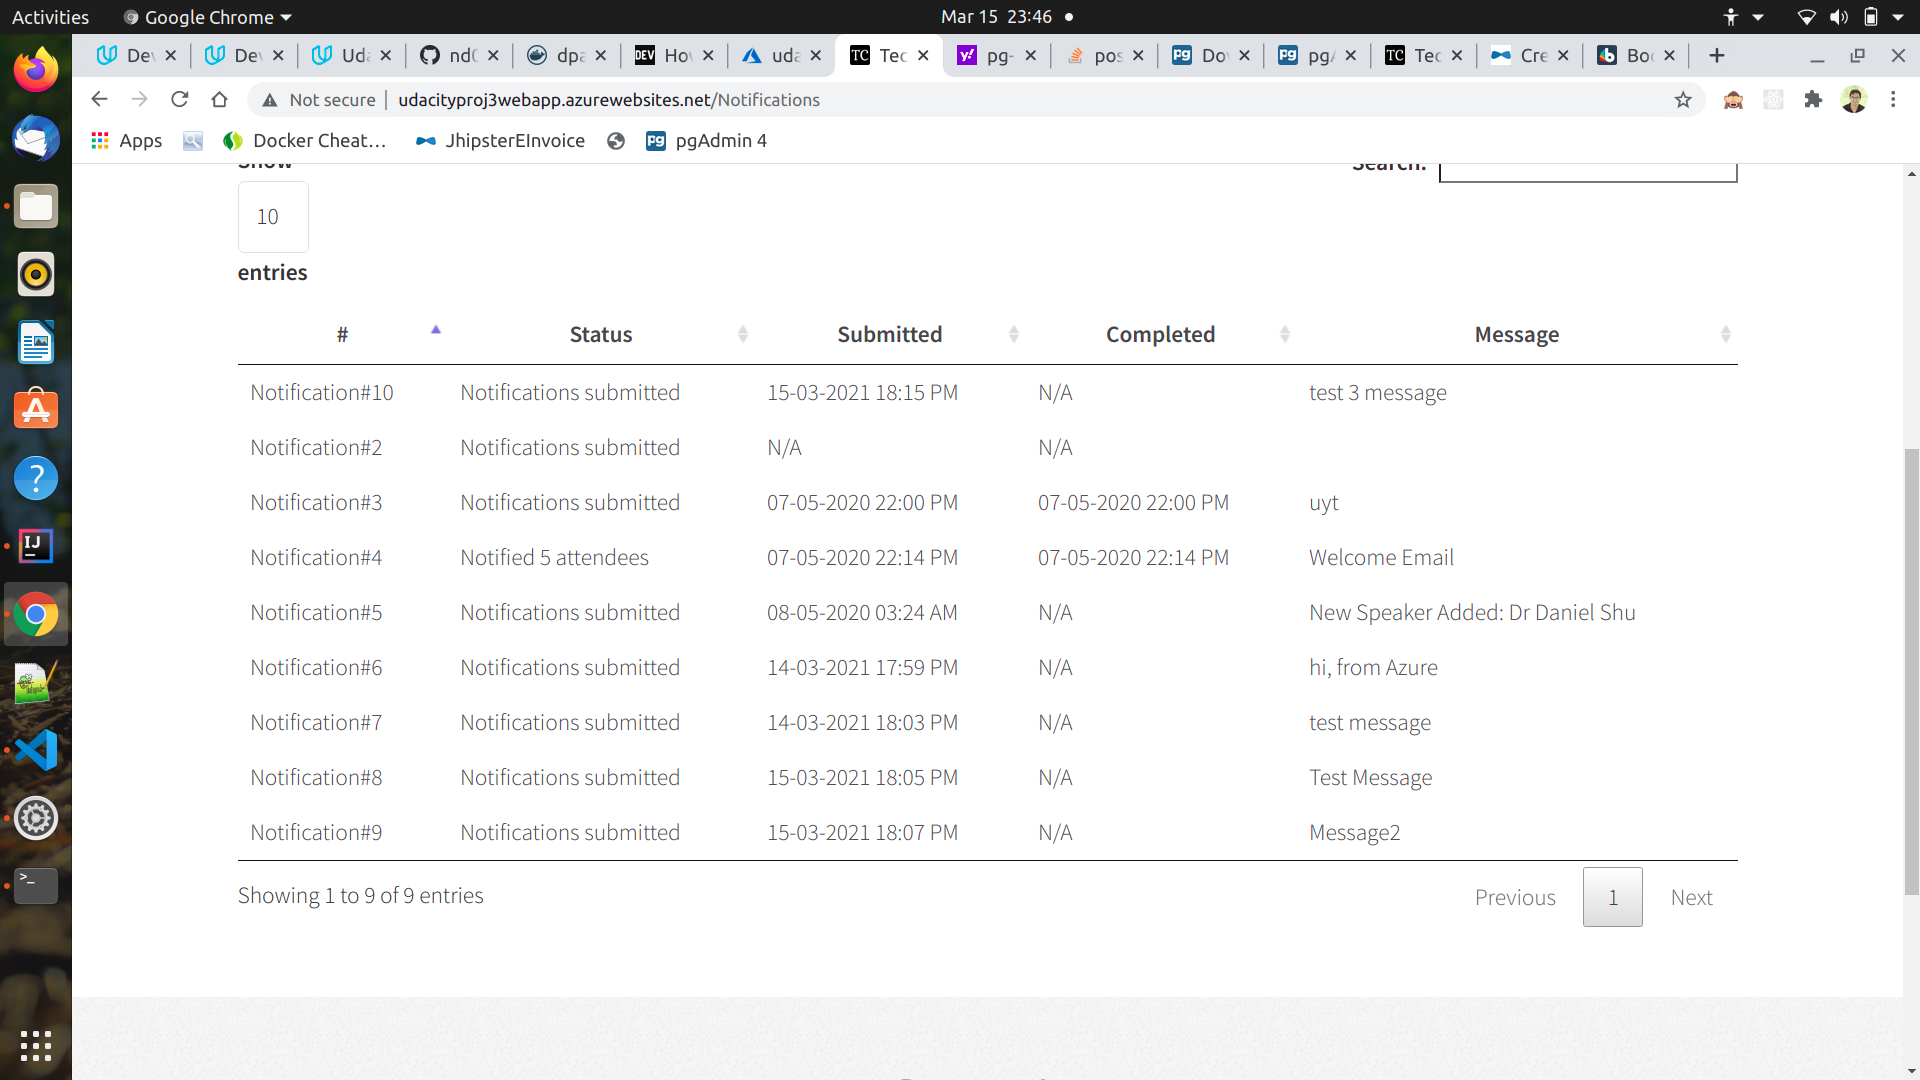 Activities Google Chrome Mar 15 23:46
Dev Dev Uda nd0 dpa Hov uda Tec pg- pos Dov pgA Tec Cre Boo
Not secure udacityproj3webapp.azurewebsites.net/Notifications
Apps Docker Cheat… JhipsterEInvoice pgAdmin 4
Show Search:
10
entries
# Status Submitted Completed Message
Notification#10 Notifications submitted 15-03-2021 18:15 PM N/A test 3 message
Notification#2 Notifications submitted N/A N/A
Notification#3 Notifications submitted 07-05-2020 22:00 PM 07-05-2020 22:00 PM uyt
Notification#4 Notified 5 attendees 07-05-2020 22:14 PM 07-05-2020 22:14 PM Welcome Email
Notification#5 Notifications submitted 08-05-2020 03:24 AM N/A New Speaker Added: Dr Daniel Shu
Notification#6 Notifications submitted 14-03-2021 17:59 PM N/A hi, from Azure
Notification#7 Notifications submitted 14-03-2021 18:03 PM N/A test message
Notification#8 Notifications submitted 15-03-2021 18:05 PM N/A Test Message
Notification#9 Notifications submitted 15-03-2021 18:07 PM N/A Message2
Showing 1 to 9 of 9 entries Previous 1 Next